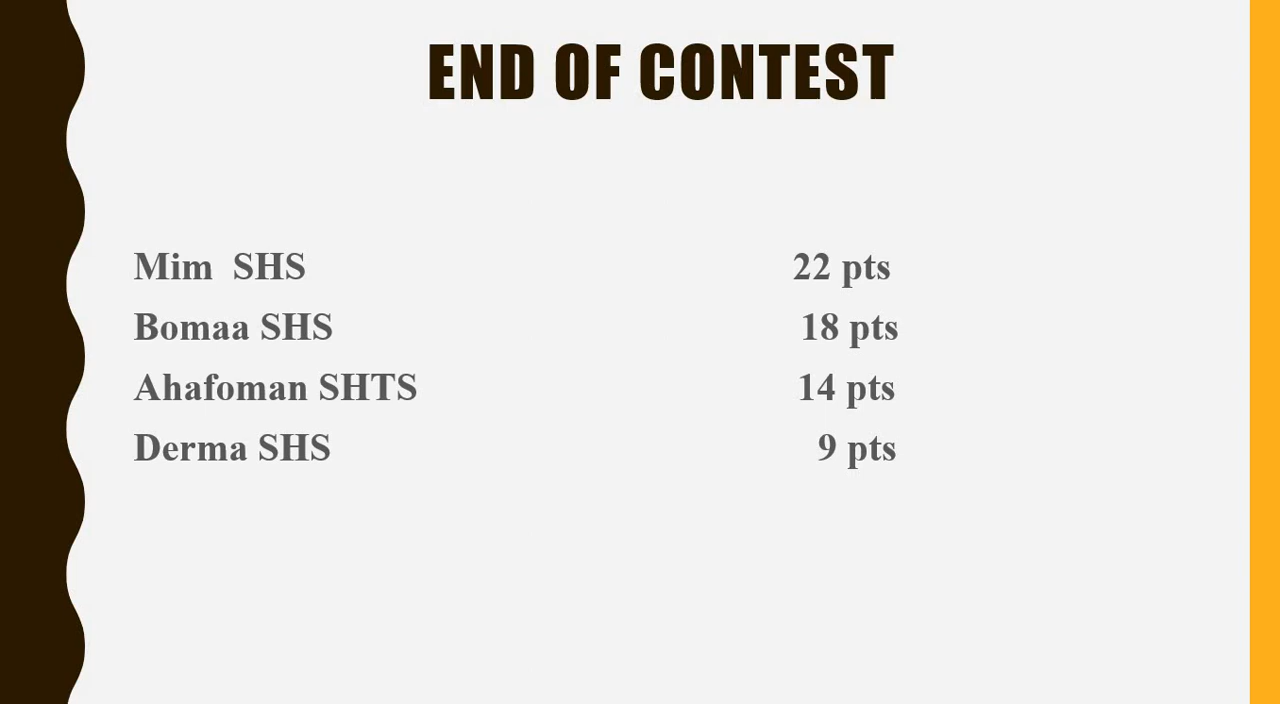 END OF CONTEST
Mim SHS 22 pts
Bomaa SHS 18 pts
Ahafoman SHTS 14 pts
Derma SHS 9 pts